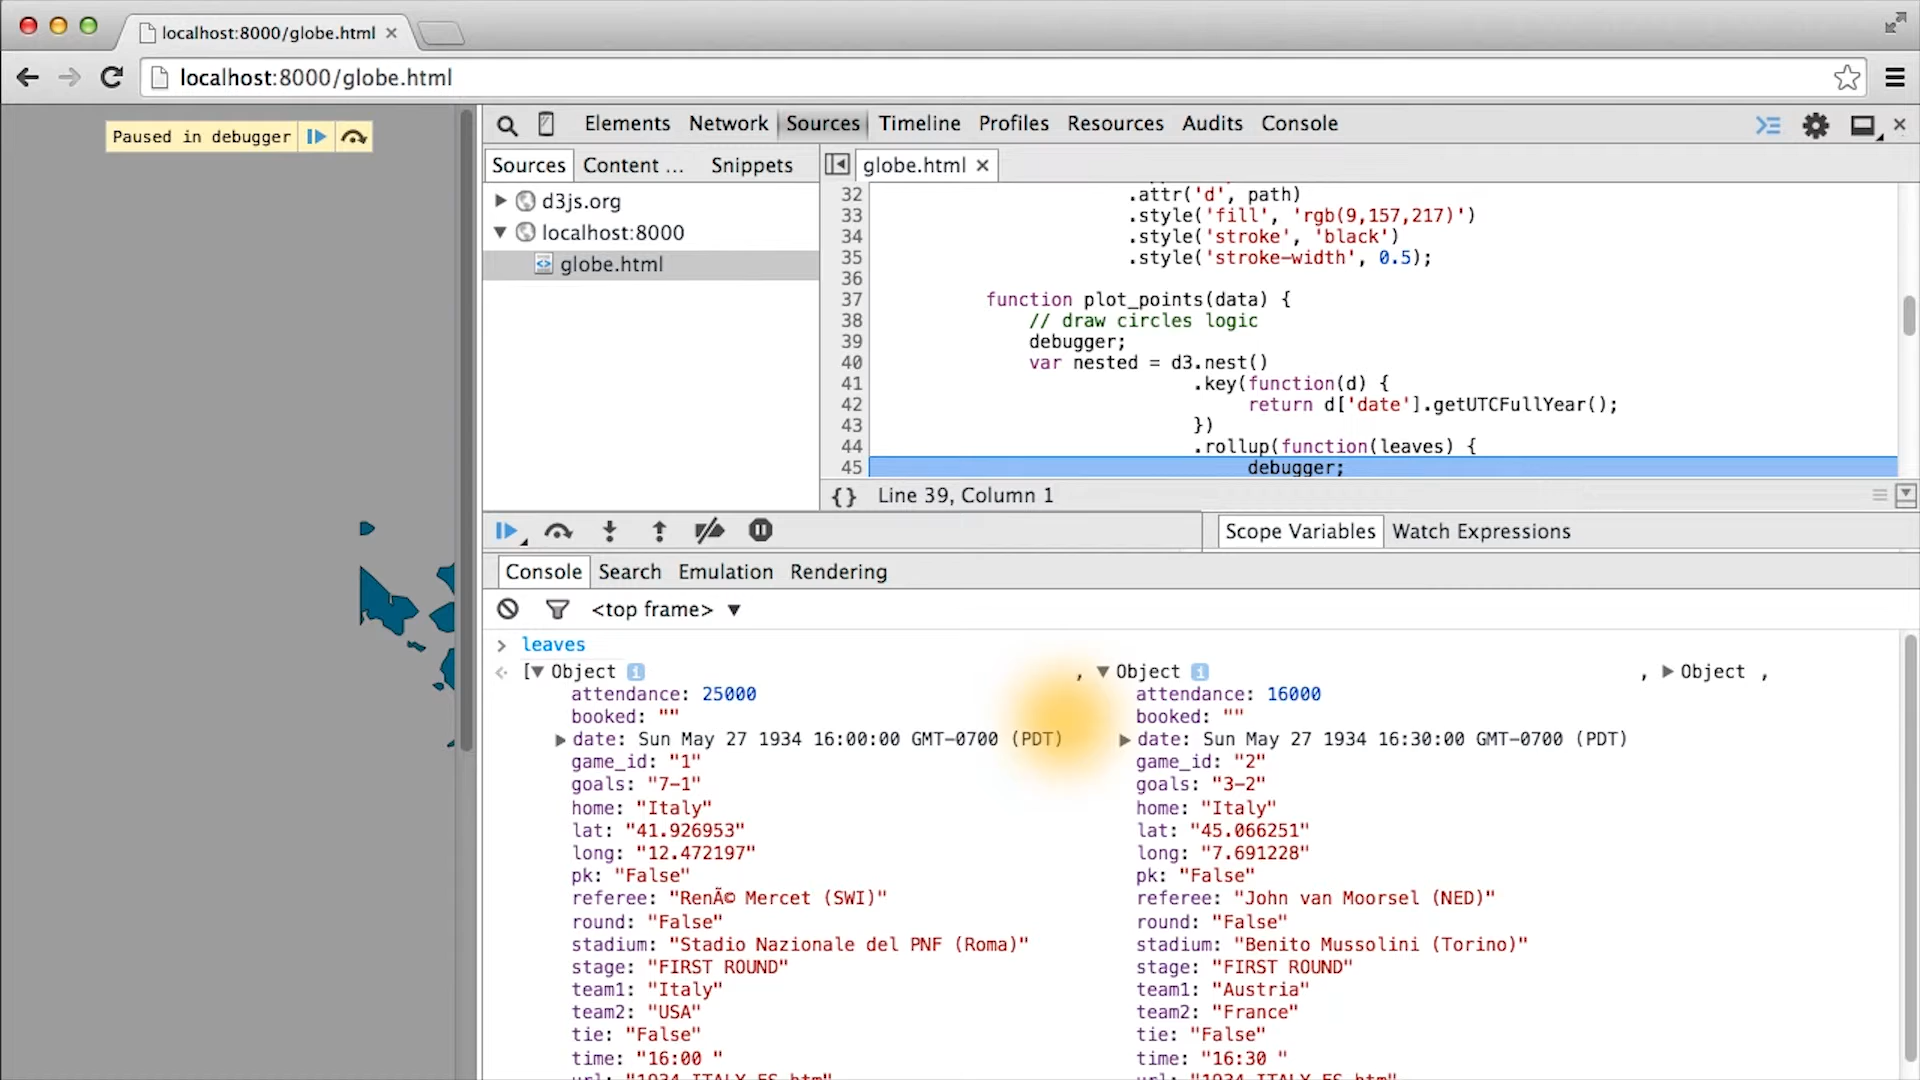 localhost:8000/globe.html
localhost:8000/globe.html
Paused in debugger
Elements Network Sources Timeline Profiles Resources Audits Console
Sources Content ... Snippets
globe.html
d3js.org
localhost:8000
globe.html
32 .attr('d', path)
33 .style('fill', 'rgb(9,157,217)')
34 .style('stroke', 'black')
35 .style('stroke-width', 0.5);
36
37 function plot_points(data) {
38 // draw circles logic
39 debugger;
40 var nested = d3.nest()
41 .key(function(d) {
42 return d['date'].getUTCFullYear();
43 })
44 .rollup(function(leaves) {
45 debugger;
{} Line 39, Column 1
Scope Variables Watch Expressions
Console Search Emulation Rendering
<top frame> ▼
> leaves
[▼ Object i , ▼ Object i , ▶ Object ,
attendance: 25000 attendance: 16000
booked: "" booked: ""
▶ date: Sun May 27 1934 16:00:00 GMT-0700 (PDT) ▶ date: Sun May 27 1934 16:30:00 GMT-0700 (PDT)
game_id: "1" game_id: "2"
goals: "7-1" goals: "3-2"
home: "Italy" home: "Italy"
lat: "41.926953" lat: "45.066251"
long: "12.472197" long: "7.691228"
pk: "False" pk: "False"
referee: "RenÃ© Mercet (SWI)" referee: "John van Moorsel (NED)"
round: "False" round: "False"
stadium: "Stadio Nazionale del PNF (Roma)" stadium: "Benito Mussolini (Torino)"
stage: "FIRST ROUND" stage: "FIRST ROUND"
team1: "Italy" team1: "Austria"
team2: "USA" team2: "France"
tie: "False" tie: "False"
time: "16:00 " time: "16:30 "